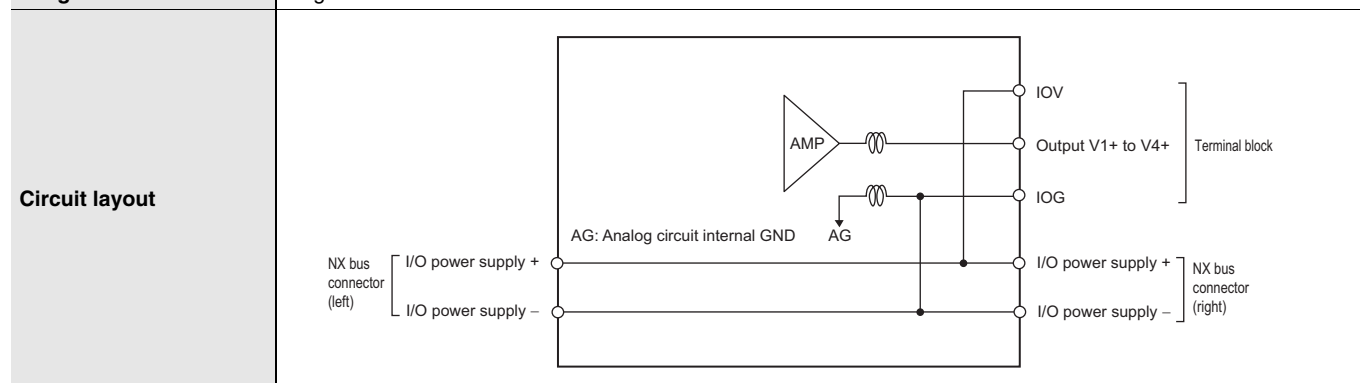 Circuit layout
IOV
AMP
Output V1+ to V4+
Terminal block
IOG
AG: Analog circuit internal GND
AG
NX bus
connector
(left)
I/O power supply +
I/O power supply −
I/O power supply +
I/O power supply −
NX bus
connector
(right)